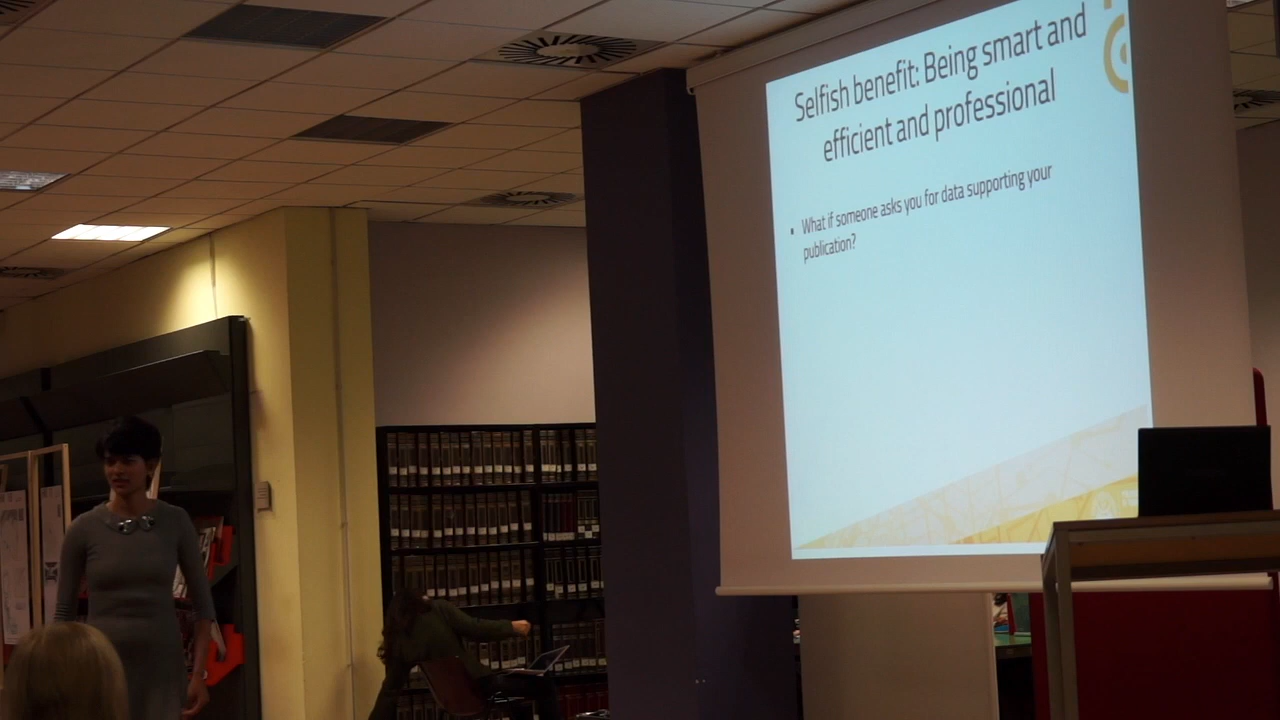 Selfish benefit: Being smart and
efficient and professional
▪ What if someone asks you for data supporting your
publication?